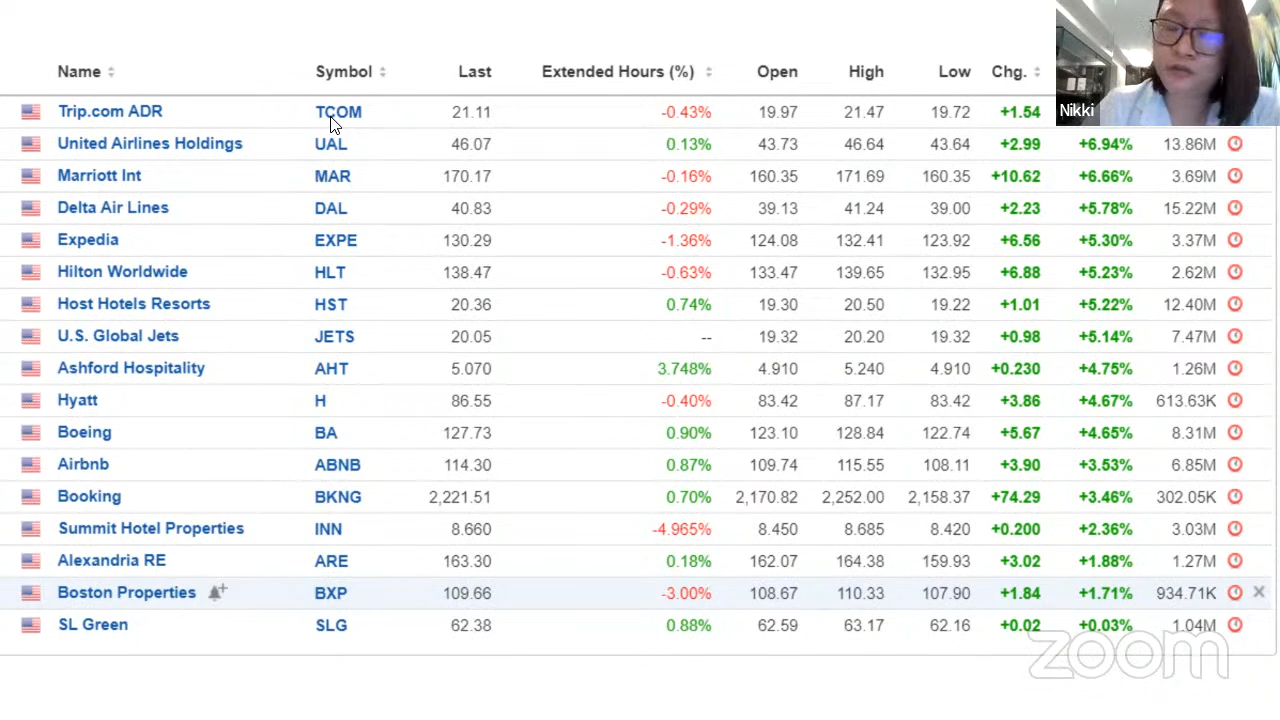 Name Symbol Last Extended Hours (%) Open High Low Chg.
Trip.com ADR TCOM 21.11 -0.43% 19.97 21.47 19.72 +1.54
Nikki
United Airlines Holdings UAL 46.07 0.13% 43.73 46.64 43.64 +2.99 +6.94% 13.86M
Marriott Int MAR 170.17 -0.16% 160.35 171.69 160.35 +10.62 +6.66% 3.69M
Delta Air Lines DAL 40.83 -0.29% 39.13 41.24 39.00 +2.23 +5.78% 15.22M
Expedia EXPE 130.29 -1.36% 124.08 132.41 123.92 +6.56 +5.30% 3.37M
Hilton Worldwide HLT 138.47 -0.63% 133.47 139.65 132.95 +6.88 +5.23% 2.62M
Host Hotels Resorts HST 20.36 0.74% 19.30 20.50 19.22 +1.01 +5.22% 12.40M
U.S. Global Jets JETS 20.05 -- 19.32 20.20 19.32 +0.98 +5.14% 7.47M
Ashford Hospitality AHT 5.070 3.748% 4.910 5.240 4.910 +0.230 +4.75% 1.26M
Hyatt H 86.55 -0.40% 83.42 87.17 83.42 +3.86 +4.67% 613.63K
Boeing BA 127.73 0.90% 123.10 128.84 122.74 +5.67 +4.65% 8.31M
Airbnb ABNB 114.30 0.87% 109.74 115.55 108.11 +3.90 +3.53% 6.85M
Booking BKNG 2,221.51 0.70% 2,170.82 2,252.00 2,158.37 +74.29 +3.46% 302.05K
Summit Hotel Properties INN 8.660 -4.965% 8.450 8.685 8.420 +0.200 +2.36% 3.03M
Alexandria RE ARE 163.30 0.18% 162.07 164.38 159.93 +3.02 +1.88% 1.27M
Boston Properties BXP 109.66 -3.00% 108.67 110.33 107.90 +1.84 +1.71% 934.71K
SL Green SLG 62.38 0.88% 62.59 63.17 62.16 +0.02 +0.03% 1.04M
zoom